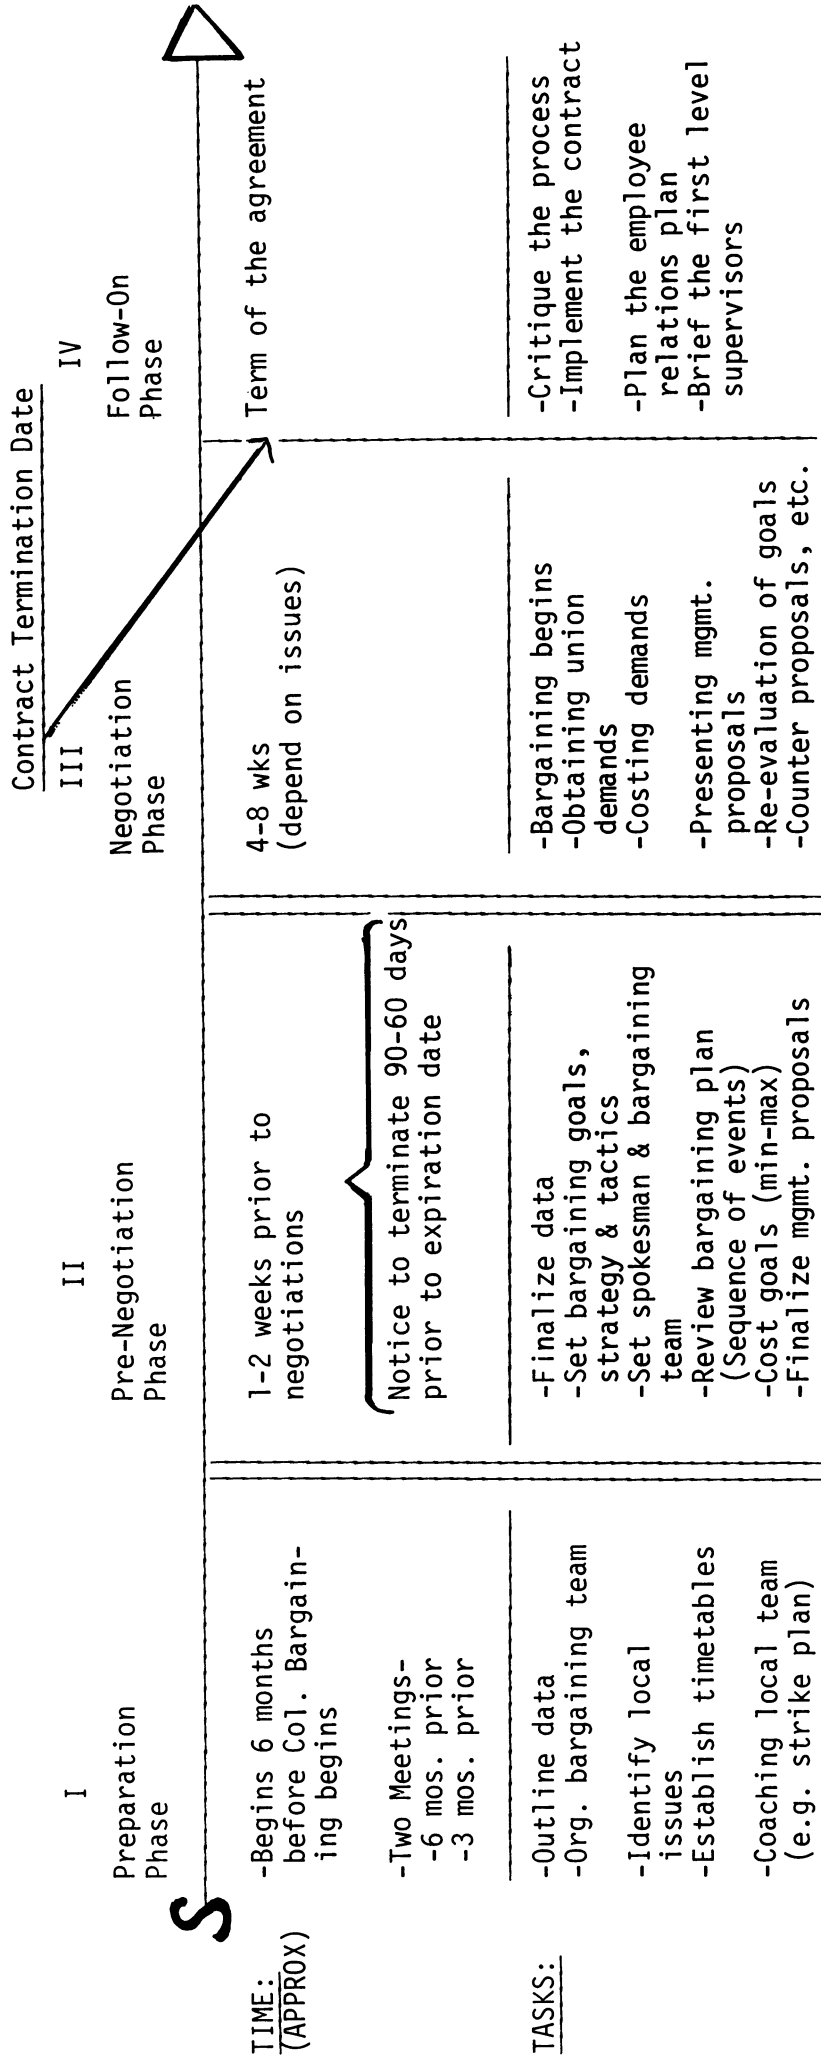 Contract Termination Date
I
Preparation
Phase
II
Pre-Negotiation
Phase
III
Negotiation
Phase
IV
Follow-On
Phase
S
TIME:
(APPROX)
-Begins 6 months
before Col. Bargain-
ing begins
-Two Meetings-
-6 mos. prior
-3 mos. prior
1-2 weeks prior to
negotiations
Notice to terminate 90-60 days
prior to expiration date
4-8 wks
(depend on issues)
Term of the agreement
TASKS:
-Outline data
-Org. bargaining team
-Identify local
issues
-Establish timetables
-Coaching local team
(e.g. strike plan)
-Finalize data
-Set bargaining goals,
strategy & tactics
-Set spokesman & bargaining
team
-Review bargaining plan
(Sequence of events)
-Cost goals (min-max)
-Finalize mgmt. proposals
-Bargaining begins
-Obtaining union
demands
-Costing demands
-Presenting mgmt.
proposals
-Re-evaluation of goals
-Counter proposals, etc.
-Critique the process
-Implement the contract
-Plan the employee
relations plan
-Brief the first level
supervisors